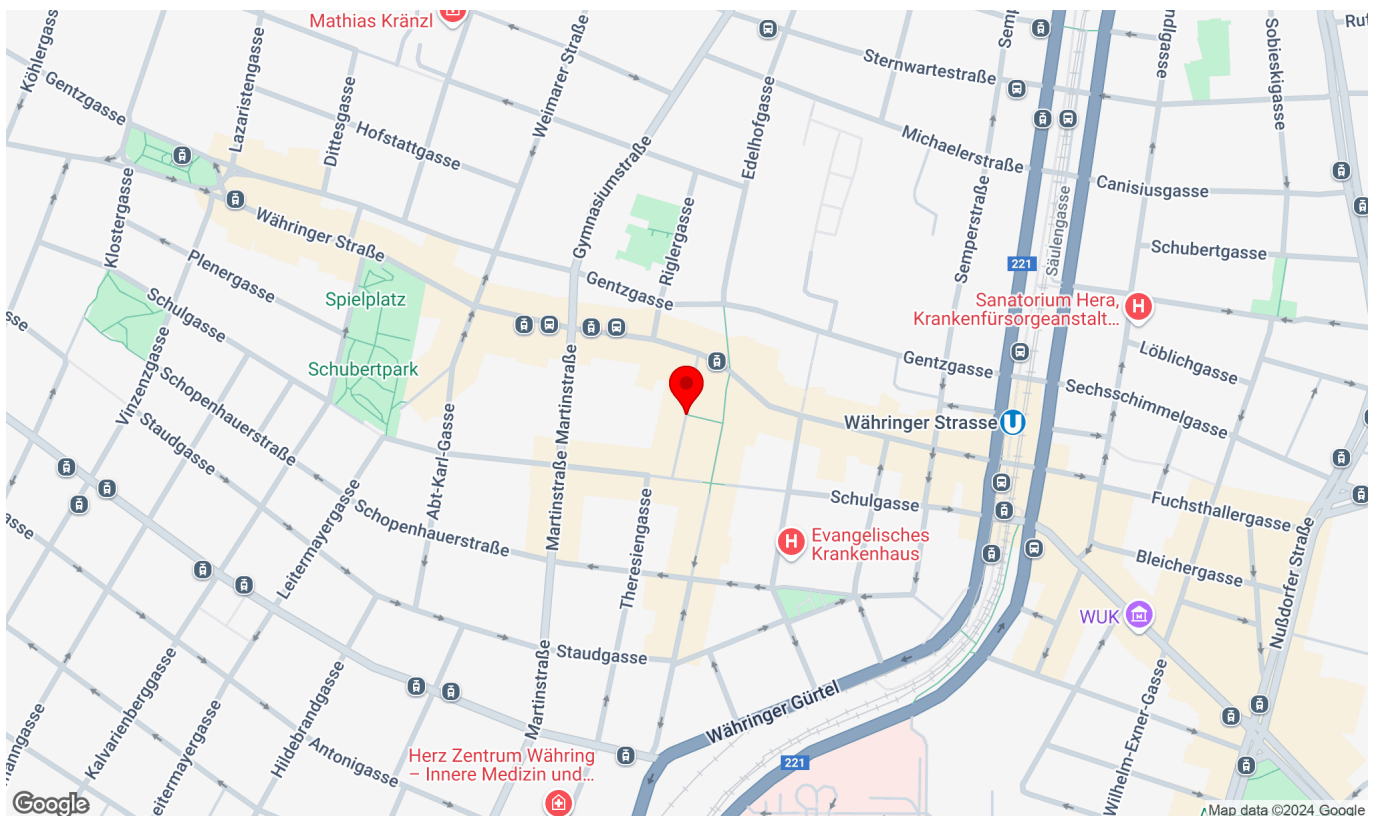 Mathias Kränzl
Köhlergasse
Gentzgasse
Lazaristengasse
Dittesgasse
Hofstattgasse
Weimarer Straße
Gymnasiumstraße
Edelhofgasse
Sternwartestraße
Michaelerstraße
Semperstraße
Canisiusgasse
Säulengasse
Schubertgasse
Sobieskigasse
Klostergasse
Währinger Straße
Plenergasse
Schulgasse
Spielplatz
Schubertpark
Riglergasse
Gentzgasse
221
Sanatorium Hera,
Krankenfürsorgeanstalt...
H
Löblichgasse
Gentzgasse
Sechsschimmelgasse
Vinzenzgasse
Schopenhauerstraße
Staudgasse
Abt-Karl-Gasse
Martinstraße
Martinstraße
Währinger Strasse
U
Schulgasse
Fuchsthallergasse
Leitermayergasse
Schopenhauerstraße
Theresiengasse
H
Evangelisches
Krankenhaus
Bleichergasse
Nußdorfer Straße
WUK
Staudgasse
Martinstraße
Währinger Gürtel
221
Wilhelm-Exner-Gasse
Kalvarienberggasse
Leitermayergasse
Hildebrandgasse
Antonigasse
Herz Zentrum Währing
– Innere Medizin und...
Google
Map data ©2024 Google